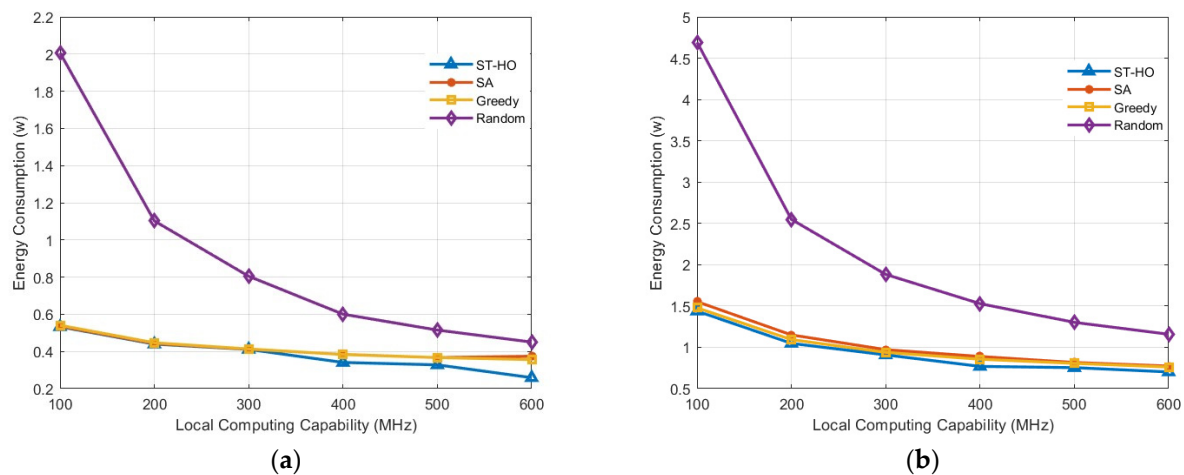 2.2
2
1.8
1.6
1.4
1.2
1
0.8
0.6
0.4
0.2
Energy Consumption (w)
ST-HO
SA
Greedy
Random
100 200 300 400 500 600
Local Computing Capability (MHz)
(a)
5
4.5
4
3.5
3
2.5
2
1.5
1
0.5
Energy Consumption (w)
ST-HO
SA
Greedy
Random
100 200 300 400 500 600
Local Computing Capability (MHz)
(b)